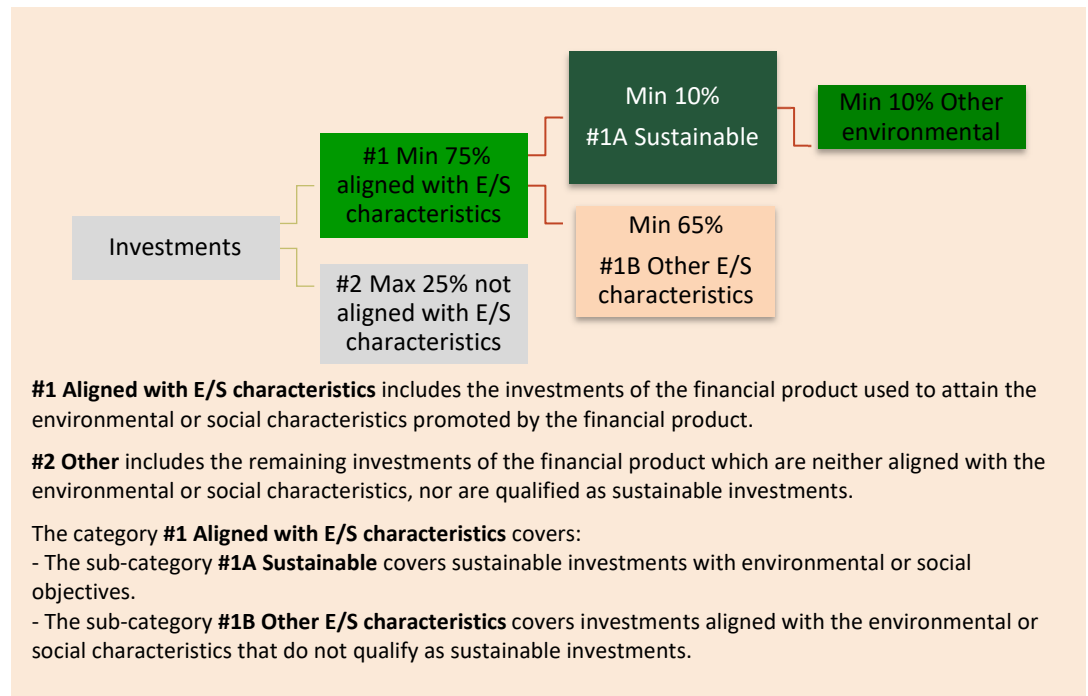 Min 10%
#1A Sustainable
Min 10% Other
environmental
#1 Min 75%
aligned with E/S
characteristics
Investments
Min 65%
#1B Other E/S
characteristics
#2 Max 25% not
aligned with E/S
characteristics
#1 Aligned with E/S characteristics includes the investments of the financial product used to attain the
environmental or social characteristics promoted by the financial product.
#2 Other includes the remaining investments of the financial product which are neither aligned with the
environmental or social characteristics, nor are qualified as sustainable investments.
The category #1 Aligned with E/S characteristics covers:
- The sub-category #1A Sustainable covers sustainable investments with environmental or social
objectives.
- The sub-category #1B Other E/S characteristics covers investments aligned with the environmental or
social characteristics that do not qualify as sustainable investments.